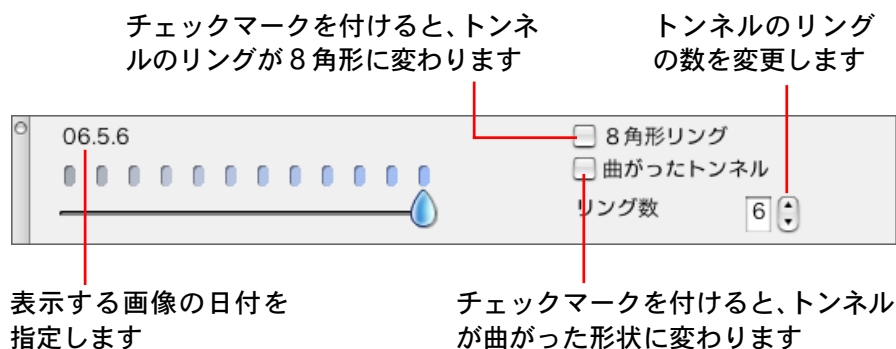 チェックマークを付けると、トンネ
ルのリングが8角形に変わります
トンネルのリング
の数を変更します
06.5.6
8角形リング
曲がったトンネル
リング数
6
表示する画像の日付を
指定します
チェックマークを付けると、トンネル
が曲がった形状に変わります